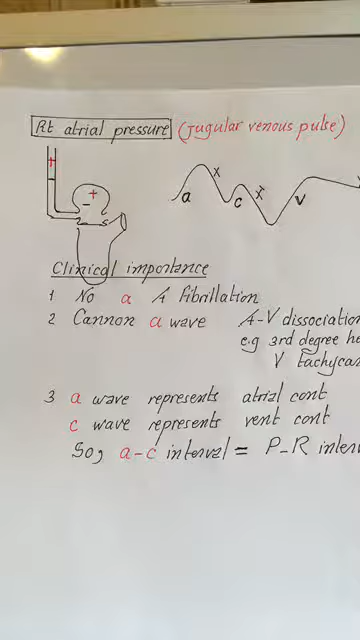 Rt atrial pressure (Jugular venous pulse)
+
+
-
a x c x' v
Clinical importance
1 No a A fibrillation
2 Cannon a wave A-V dissociation
e.g 3rd degree he
V tachycar
3 a wave represents atrial cont
c wave represents vent cont
So, a-c interval = P-R interv